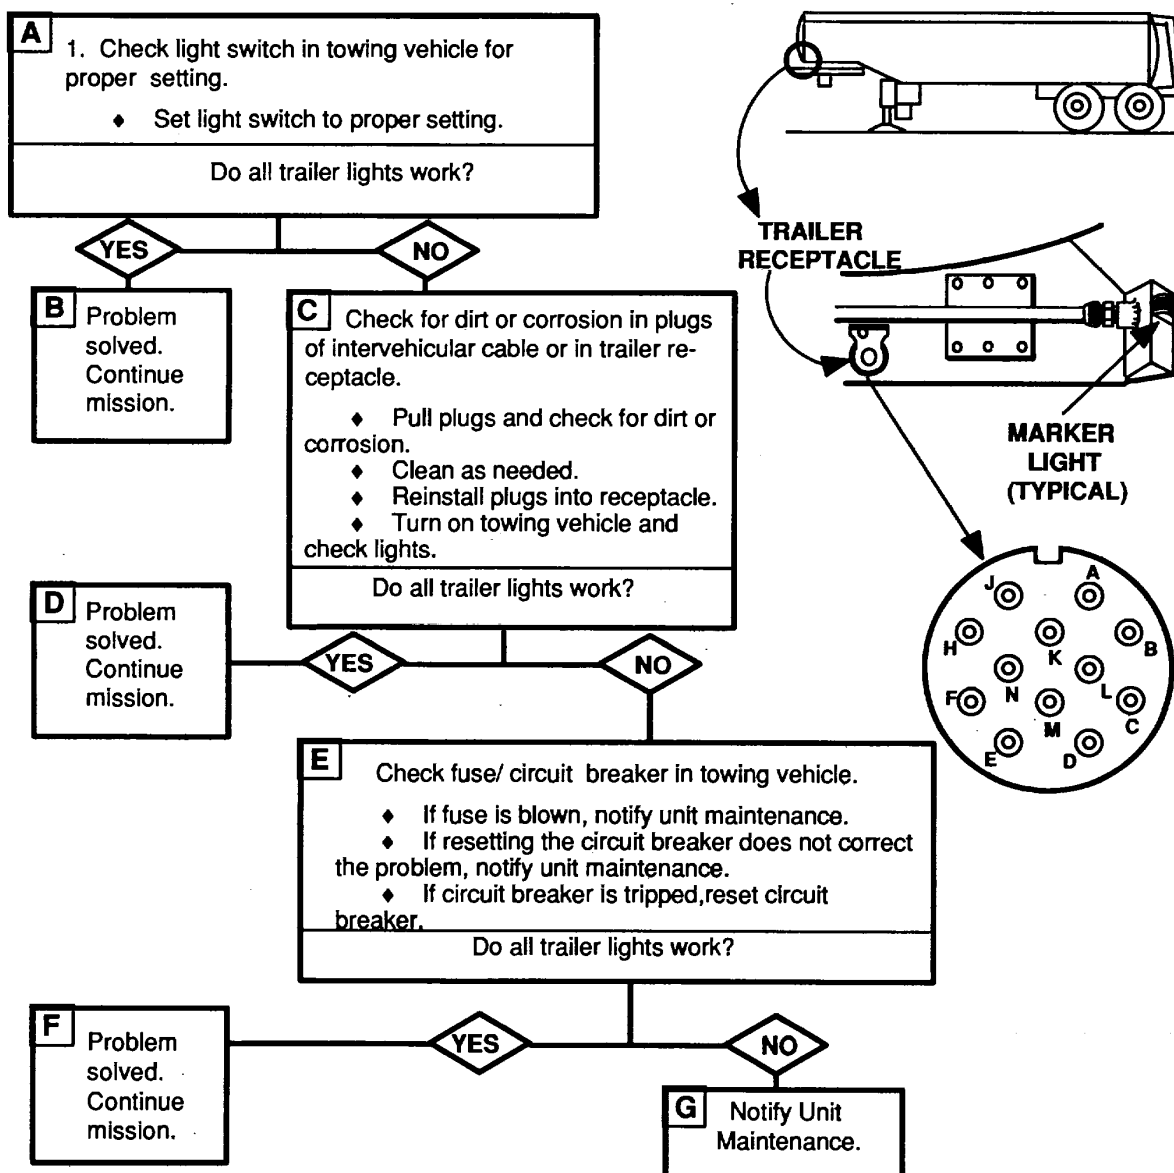 A
1. Check light switch in towing vehicle for
proper setting.
♦ Set light switch to proper setting.
Do all trailer lights work?
YES
NO
B
Problem
solved.
Continue
mission.
C
Check for dirt or corrosion in plugs
of intervehicular cable or in trailer re-
ceptacle.
♦ Pull plugs and check for dirt or
corrosion.
♦ Clean as needed.
♦ Reinstall plugs into receptacle.
♦ Turn on towing vehicle and
check lights.
Do all trailer lights work?
D
Problem
solved.
Continue
mission.
YES
NO
E
Check fuse/ circuit breaker in towing vehicle.
♦ If fuse is blown, notify unit maintenance.
♦ If resetting the circuit breaker does not correct
the problem, notify unit maintenance.
♦ If circuit breaker is tripped,reset circuit
breaker.
Do all trailer lights work?
F
Problem
solved.
Continue
mission.
YES
NO
G
Notify Unit
Maintenance.
TRAILER
RECEPTACLE
MARKER
LIGHT
(TYPICAL)
J
A
H
K
B
N
L
F
M
C
E
D